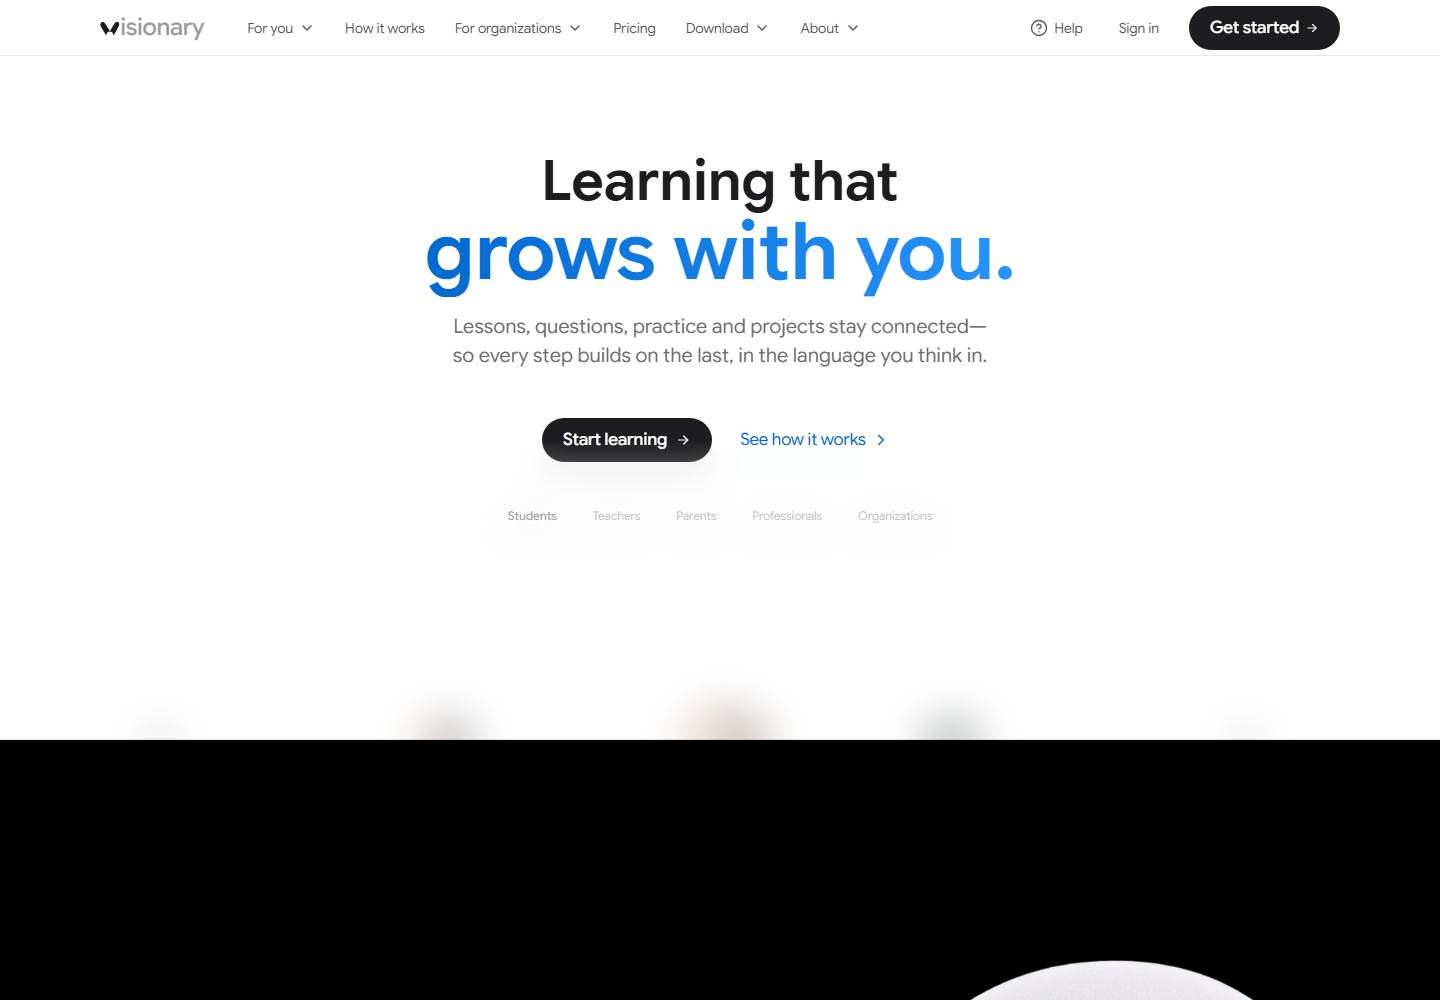 visionary
For you
How it works
For organizations
Pricing
Download
About
Help
Sign in
Get started
Learning that
grows with you.
Lessons, questions, practice and projects stay connected—
so every step builds on the last, in the language you think in.
Start learning
See how it works
Students
Teachers
Parents
Professionals
Organizations